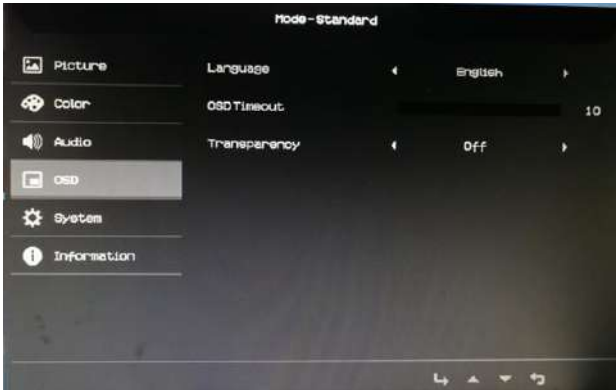 Mode-Standard
Picture
Language
English
Color
OSD Timeout
10
Audio
Transparency
Off
OSD
System
Information